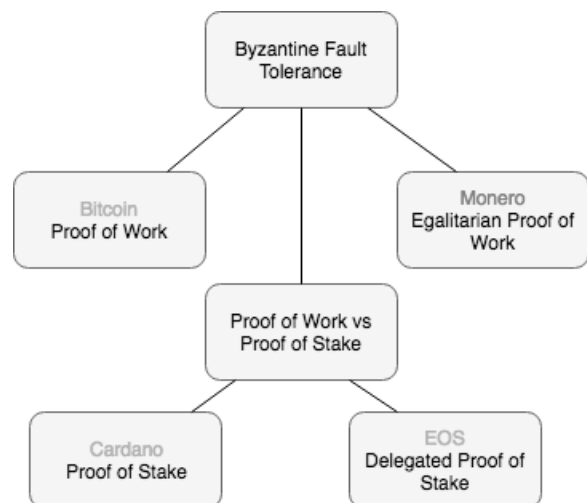 Byzantine Fault
Tolerance
Bitcoin
Proof of Work
Monero
Egalitarian Proof of
Work
Proof of Work vs
Proof of Stake
Cardano
Proof of Stake
EOS
Delegated Proof of
Stake